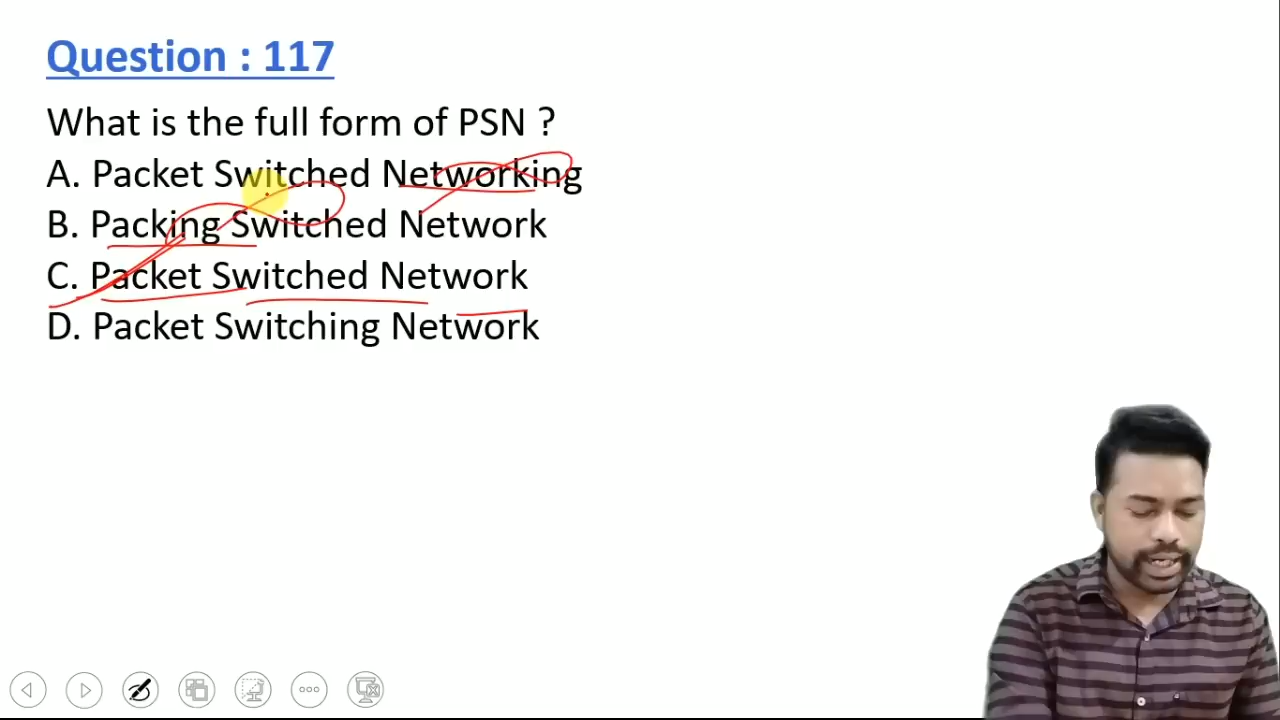 Question : 117
What is the full form of PSN ?
A. Packet Switched Networking
B. Packing Switched Network
C. Packet Switched Network
D. Packet Switching Network